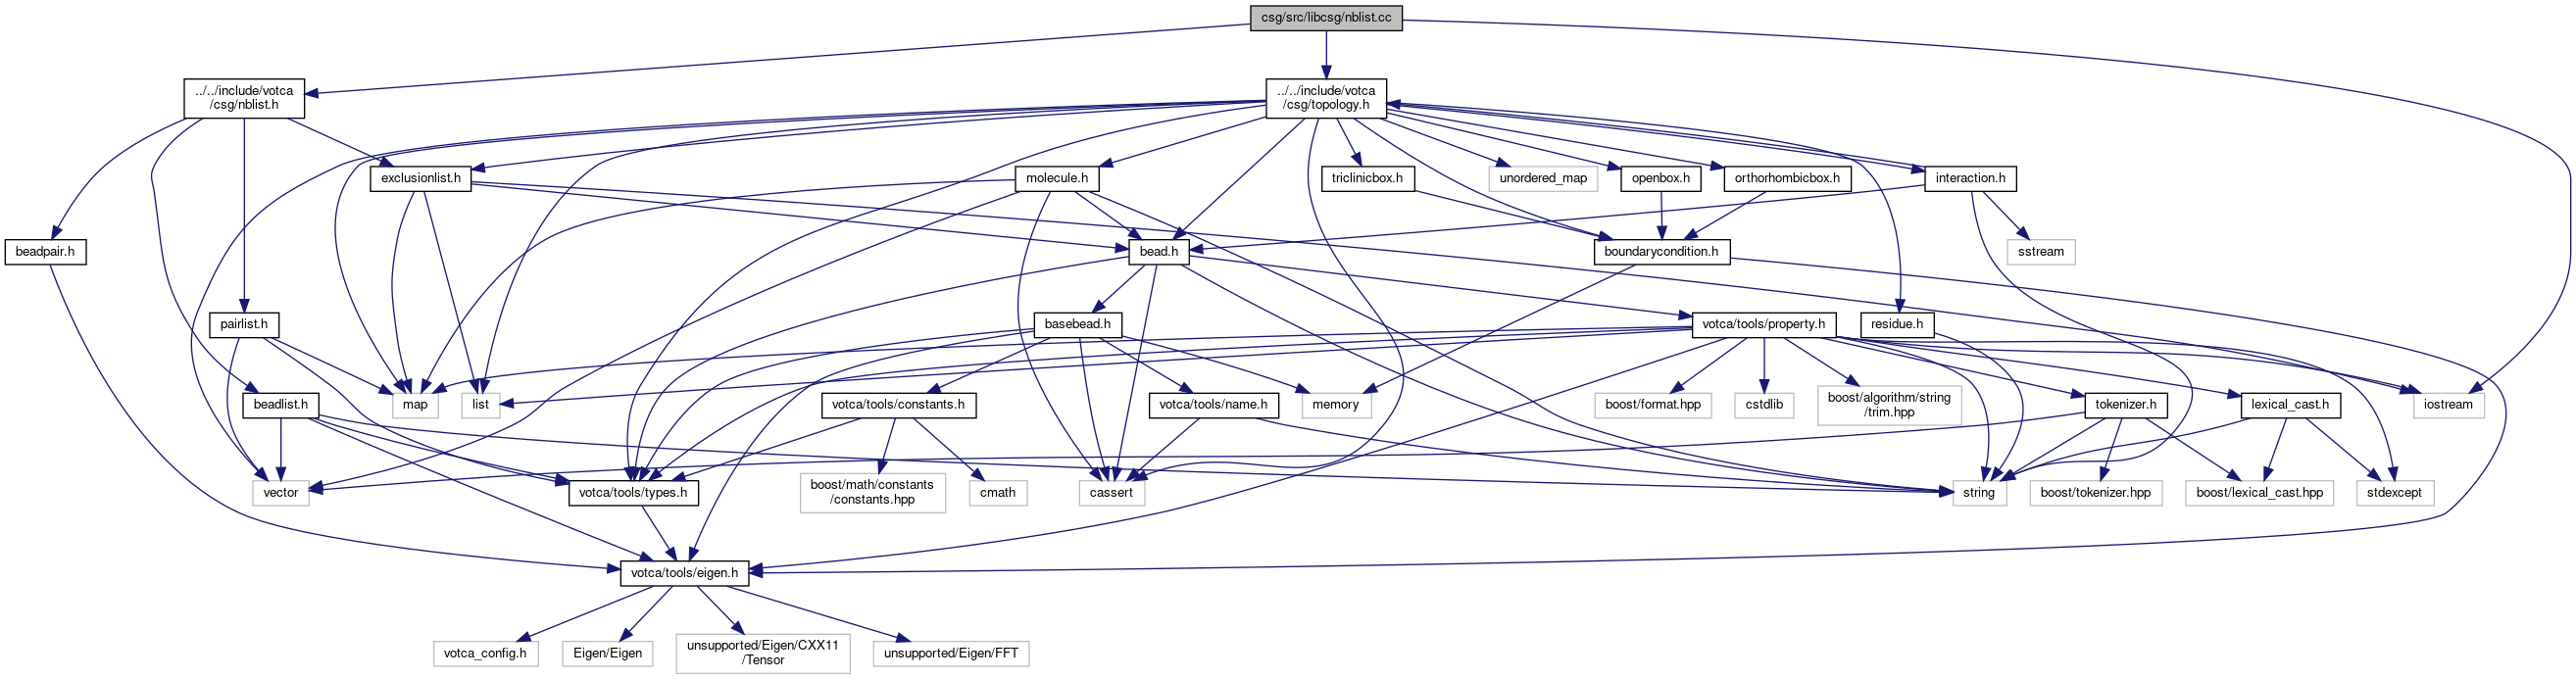 csg/src/libcsg/nblist.cc
../../include/votca
/csg/nblist.h
../../include/votca
/csg/topology.h
exclusionlist.h
molecule.h
triclinicbox.h
unordered_map
openbox.h
orthorhombicbox.h
interaction.h
beadpair.h
bead.h
boundarycondition.h
sstream
pairlist.h
basebead.h
votca/tools/property.h
residue.h
beadlist.h
map
list
votca/tools/constants.h
votca/tools/name.h
memory
boost/format.hpp
cstdlib
boost/algorithm/string
/trim.hpp
tokenizer.h
lexical_cast.h
iostream
vector
votca/tools/types.h
boost/math/constants
/constants.hpp
cmath
cassert
string
boost/tokenizer.hpp
boost/lexical_cast.hpp
stdexcept
votca/tools/eigen.h
votca_config.h
Eigen/Eigen
unsupported/Eigen/CXX11
/Tensor
unsupported/Eigen/FFT